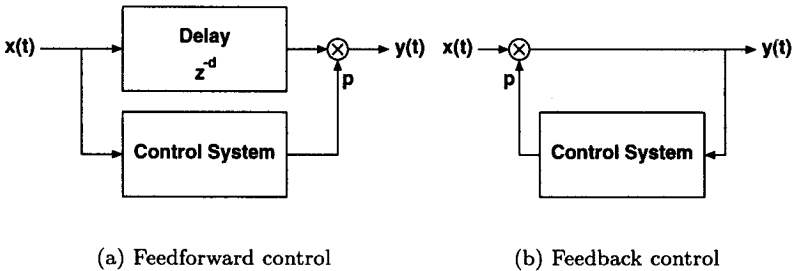 x(t)
Delay
z^-d
y(t)
p
Control System
x(t)
y(t)
p
Control System
(a) Feedforward control
(b) Feedback control